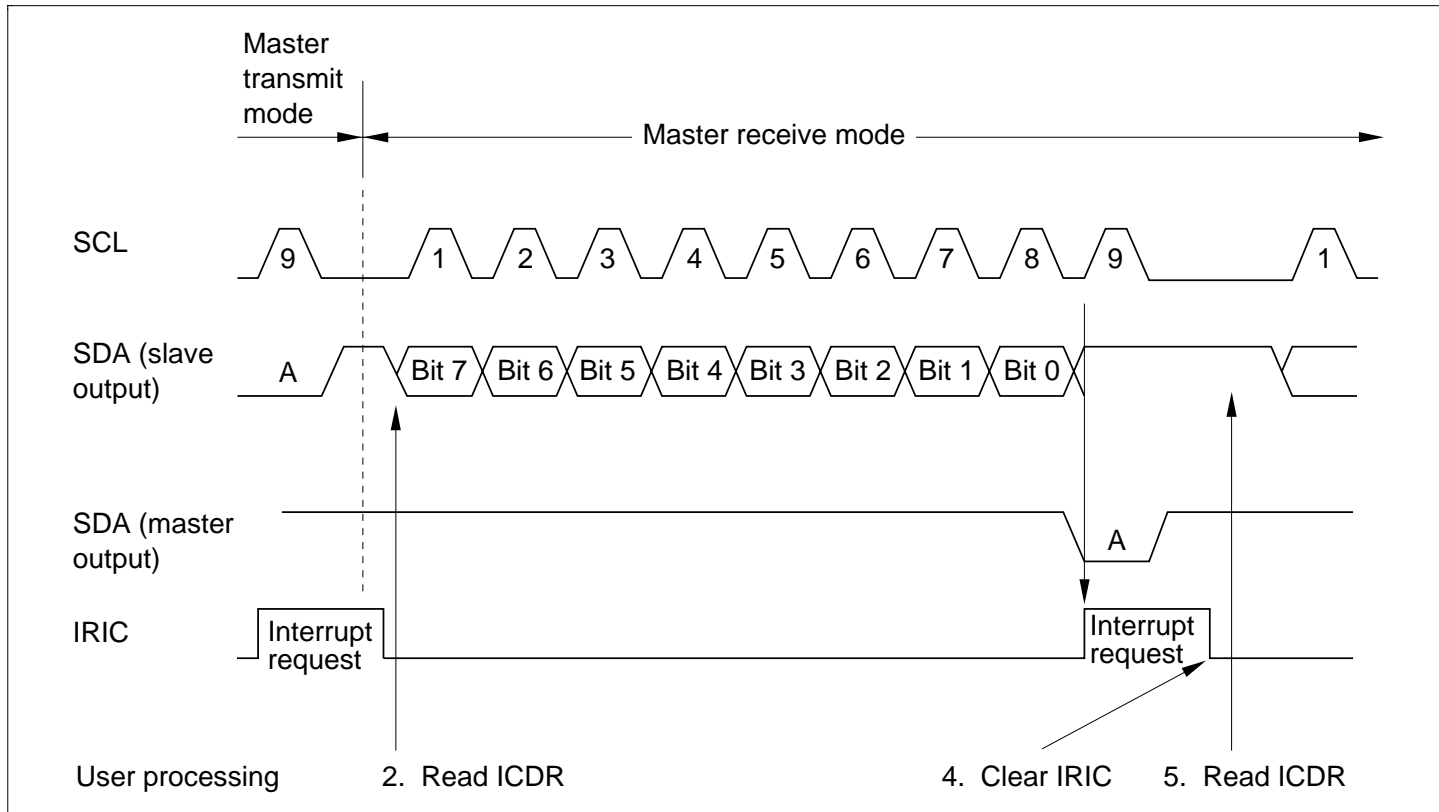 Master
transmit
mode
Master receive mode
SCL
9 1 2 3 4 5 6 7 8 9 1
SDA (slave
output)
A Bit 7 Bit 6 Bit 5 Bit 4 Bit 3 Bit 2 Bit 1 Bit 0
SDA (master
output)
A
IRIC
Interrupt
request
Interrupt
request
User processing
2. Read ICDR
4. Clear IRIC
5. Read ICDR